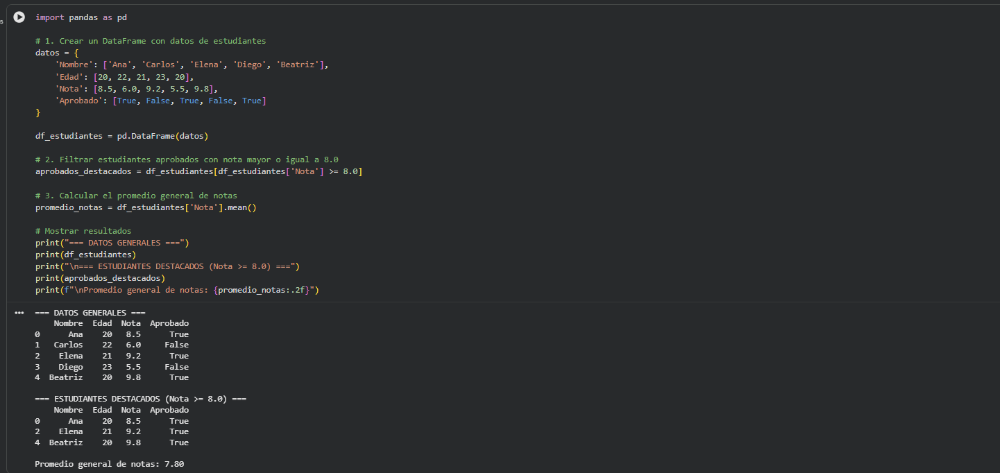 s
import pandas as pd
# 1. Crear un DataFrame con datos de estudiantes
datos = {
    'Nombre': ['Ana', 'Carlos', 'Elena', 'Diego', 'Beatriz'],
    'Edad': [20, 22, 21, 23, 20],
    'Nota': [8.5, 6.0, 9.2, 5.5, 9.8],
    'Aprobado': [True, False, True, False, True]
}
df_estudiantes = pd.DataFrame(datos)
# 2. Filtrar estudiantes aprobados con nota mayor o igual a 8.0
aprobados_destacados = df_estudiantes[df_estudiantes['Nota'] >= 8.0]
# 3. Calcular el promedio general de notas
promedio_notas = df_estudiantes['Nota'].mean()
# Mostrar resultados
print("=== DATOS GENERALES ===")
print(df_estudiantes)
print("\n=== ESTUDIANTES DESTACADOS (Nota >= 8.0) ===")
print(aprobados_destacados)
print(f"\nPromedio general de notas: {promedio_notas:.2f}")
=== DATOS GENERALES ===
    Nombre  Edad  Nota  Aprobado
0      Ana    20   8.5      True
1   Carlos    22   6.0     False
2    Elena    21   9.2      True
3    Diego    23   5.5     False
4  Beatriz    20   9.8      True
=== ESTUDIANTES DESTACADOS (Nota >= 8.0) ===
    Nombre  Edad  Nota  Aprobado
0      Ana    20   8.5      True
2    Elena    21   9.2      True
4  Beatriz    20   9.8      True
Promedio general de notas: 7.80